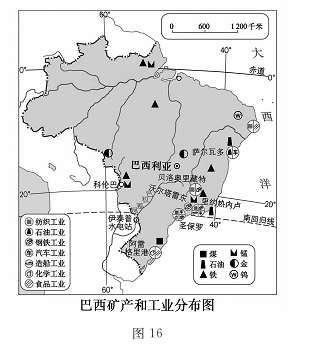 0 600 1 200千米
60°
40°
大
0°
赤道
0°
西
萨尔瓦多
巴西利亚
贝洛奥里藏特
科伦巴
沃尔塔雷东
洋
20°
里约热内卢
20°
伊泰普
水电站
南回归线
圣保罗
阿雷
格里港
纺织工业
石油工业
钢铁工业
汽车工业
造船工业
化学工业
食品工业
煤
锰
石油
金
铁
钨
60°
40°
巴西矿产和工业分布图
图 16